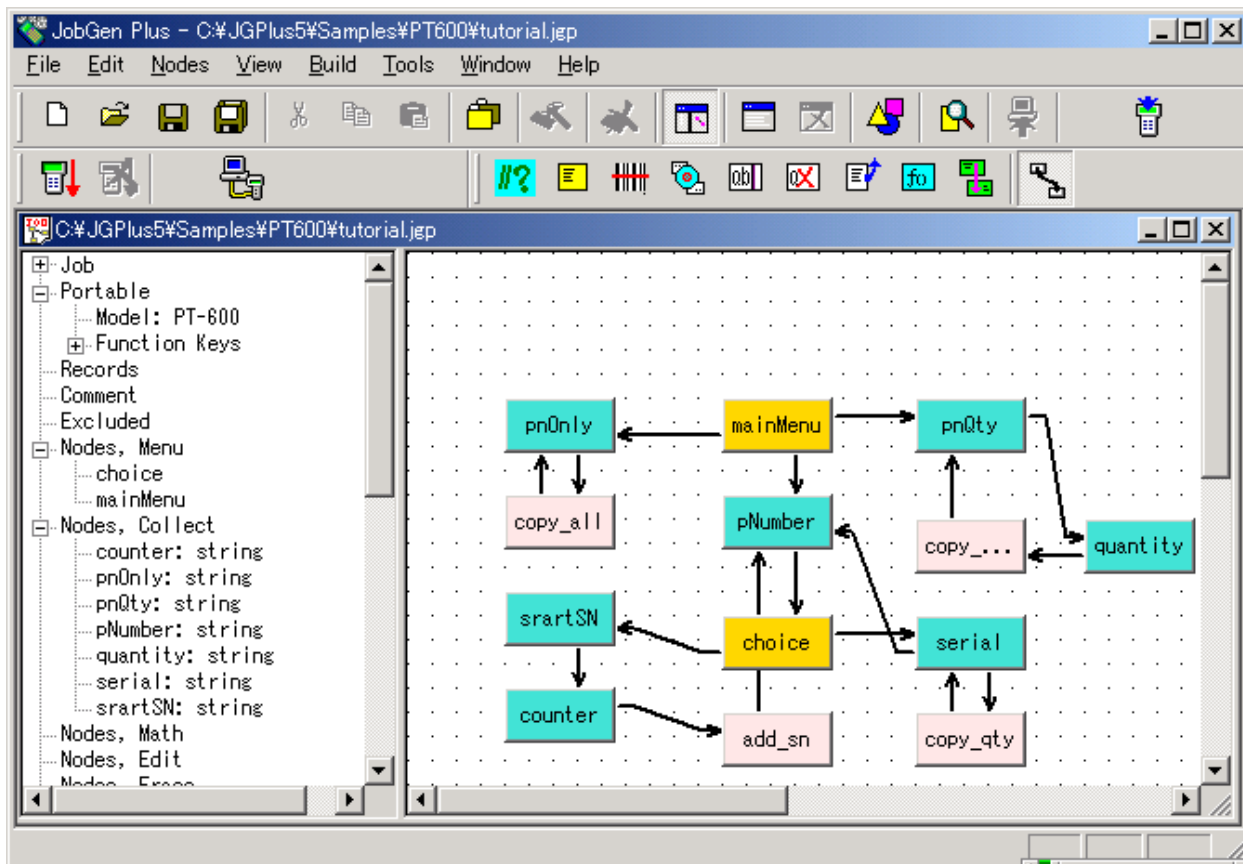 JobGen Plus - C:¥JGPlus5¥Samples¥PT600¥tutorial.jgp
File Edit Nodes View Build Tools Window Help
//? fo
C:¥JGPlus5¥Samples¥PT600¥tutorial.jgp
Job
Portable
Model: PT-600
Function Keys
Records
Comment
Excluded
Nodes, Menu
choice
mainMenu
Nodes, Collect
counter: string
pnOnly: string
pnQty: string
pNumber: string
quantity: string
serial: string
srartSN: string
Nodes, Math
Nodes, Edit
Nodes, Erase
pnOnly mainMenu pnQty
copy_all pNumber copy_... quantity
srartSN choice serial
counter add_sn copy_qty